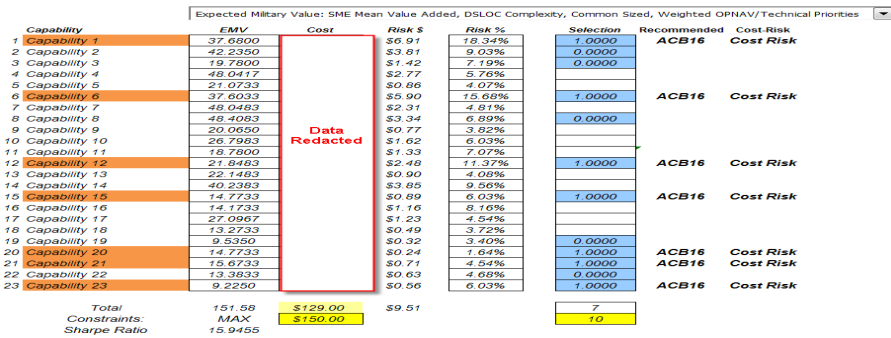 Expected Military Value: SME Mean Value Added, DSLOC Complexity, Common Sized, Weighted OPNAV/Technical Priorities
Capability EMV Cost Risk $ Risk % Selection Recommended Cost-Risk
1 Capability 1 37.6800 $6.91 18.34% 1.0000 ACB16 Cost Risk
2 Capability 2 42.2350 $3.81 9.03% 0.0000
3 Capability 3 19.7800 $1.42 7.19% 0.0000
4 Capability 4 48.0417 $2.77 5.76%
5 Capability 5 21.0733 $0.86 4.07%
6 Capability 6 37.6033 $5.90 15.68% 1.0000 ACB16 Cost Risk
7 Capability 7 48.0483 $2.31 4.81%
8 Capability 8 48.4083 $3.34 6.89% 0.0000
9 Capability 9 20.0650 Data $0.77 3.82%
10 Capability 10 26.7983 Redacted $1.62 6.03%
11 Capability 11 18.7800 $1.33 7.07%
12 Capability 12 21.8483 $2.48 11.37% 1.0000 ACB16 Cost Risk
13 Capability 13 22.1483 $0.90 4.08%
14 Capability 14 40.2383 $3.85 9.56%
15 Capability 15 14.7733 $0.89 6.03% 1.0000 ACB16 Cost Risk
16 Capability 16 14.1733 $1.16 8.16%
17 Capability 17 27.0967 $1.23 4.54%
18 Capability 18 13.2733 $0.49 3.72%
19 Capability 19 9.5350 $0.32 3.40% 0.0000
20 Capability 20 14.7733 $0.24 1.64% 1.0000 ACB16 Cost Risk
21 Capability 21 15.6733 $0.71 4.54% 1.0000 ACB16 Cost Risk
22 Capability 22 13.3833 $0.63 4.68% 0.0000
23 Capability 23 9.2250 $0.56 6.03% 1.0000 ACB16 Cost Risk
Total 151.58 $129.00 $9.51 7
Constraints: MAX $150.00 10
Sharpe Ratio 15.9455